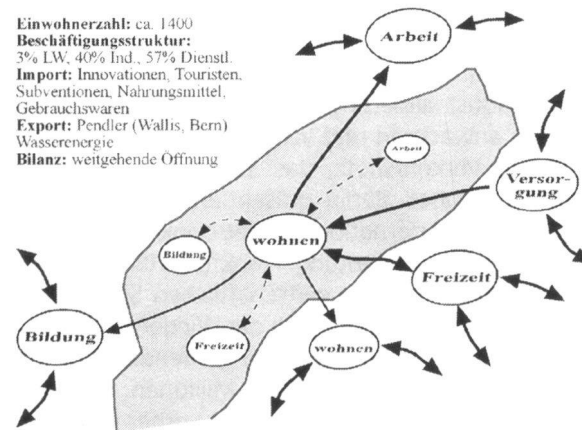 Einwohnerzahl: ca. 1400
Beschäftigungsstruktur:
3% LW, 40% Ind., 57% Dienstl.
Import: Innovationen, Touristen,
Subventionen, Nahrungsmittel,
Gebrauchswaren
Export: Pendler (Wallis, Bern)
Wasserenergie
Bilanz: weitgehende Öffnung
Arbeit
Arbeit
Versor-
gung
Bildung
wohnen
Freizeit
Bildung
Freizeit
wohnen